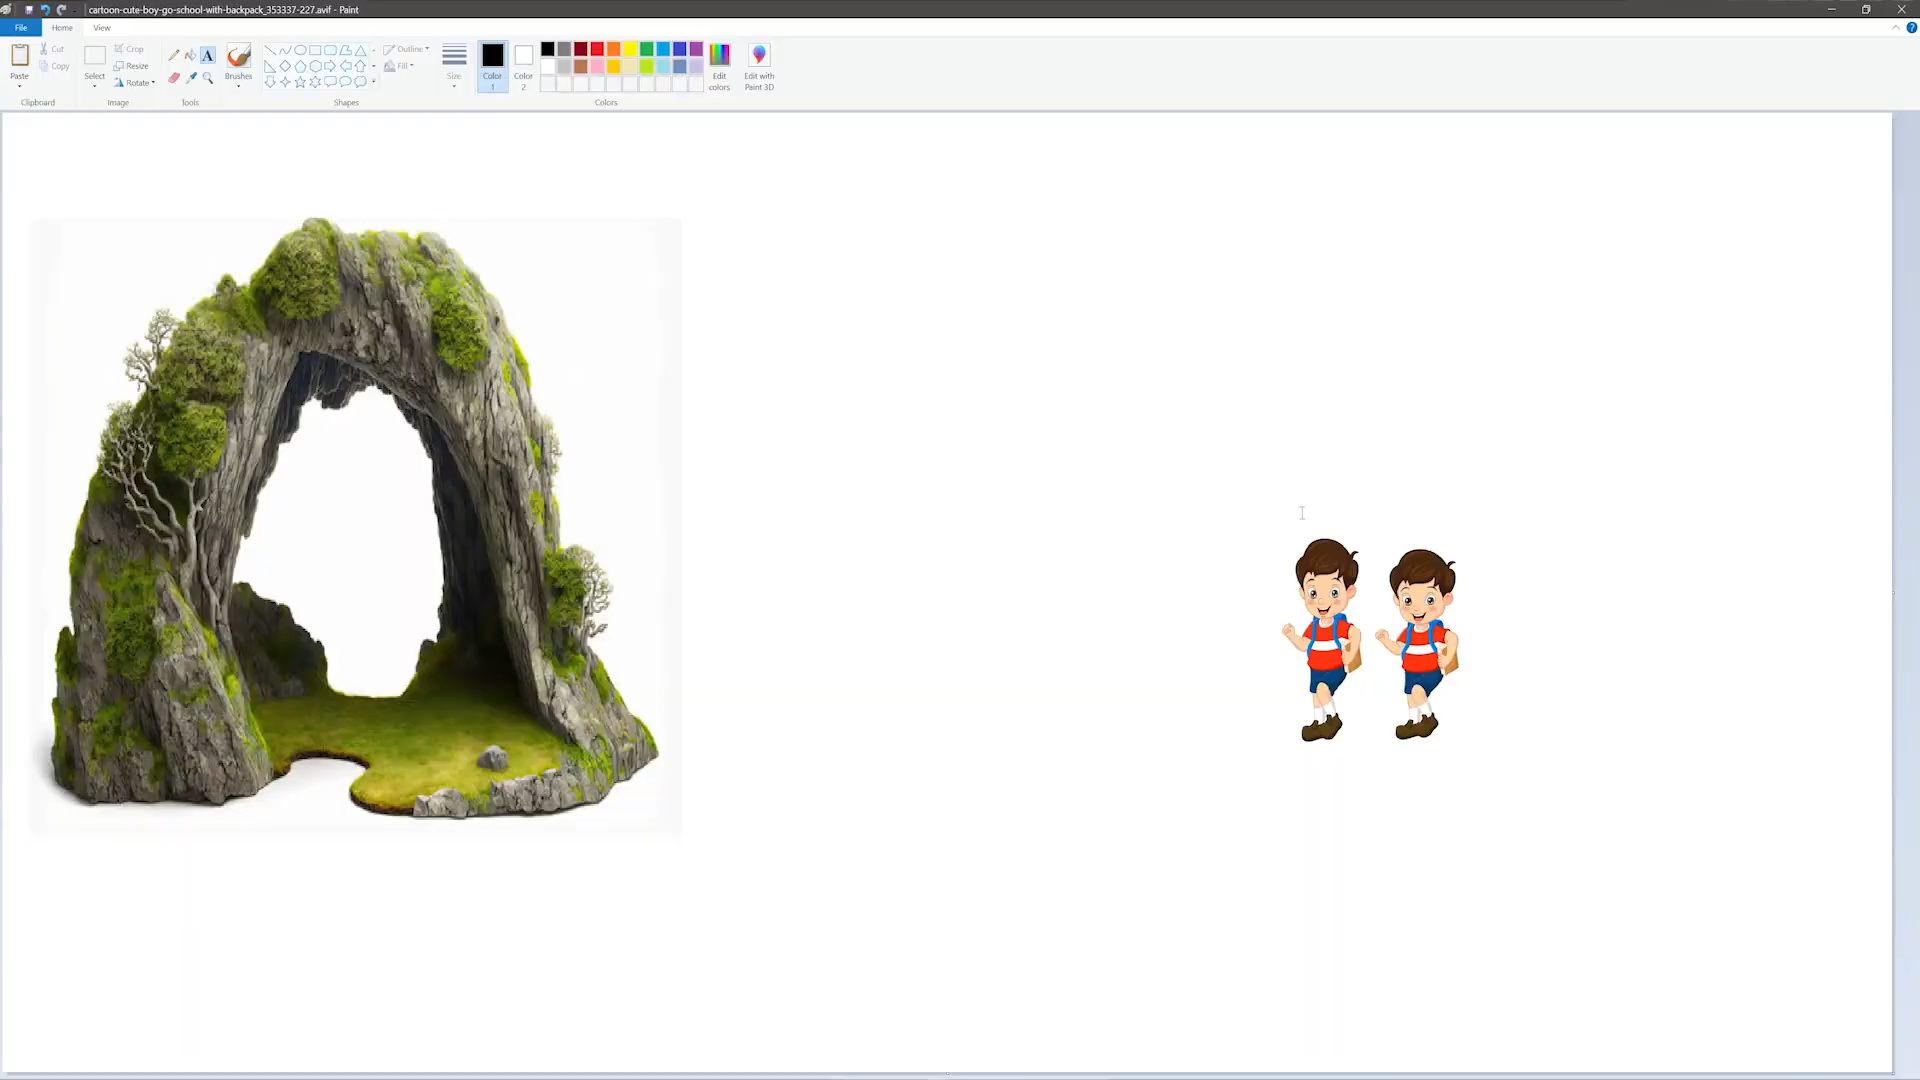 cartoon-cute-boy-go-school-with-backpack_353337-227.avif - Paint
File Home View
Paste
Cut
Copy
Clipboard
Select
Crop
Resize
Rotate
Image
A
Tools
Brushes
Shapes
Outline
Fill
Size
Color 1
Color 2
Colors
Edit colors
Edit with Paint 3D